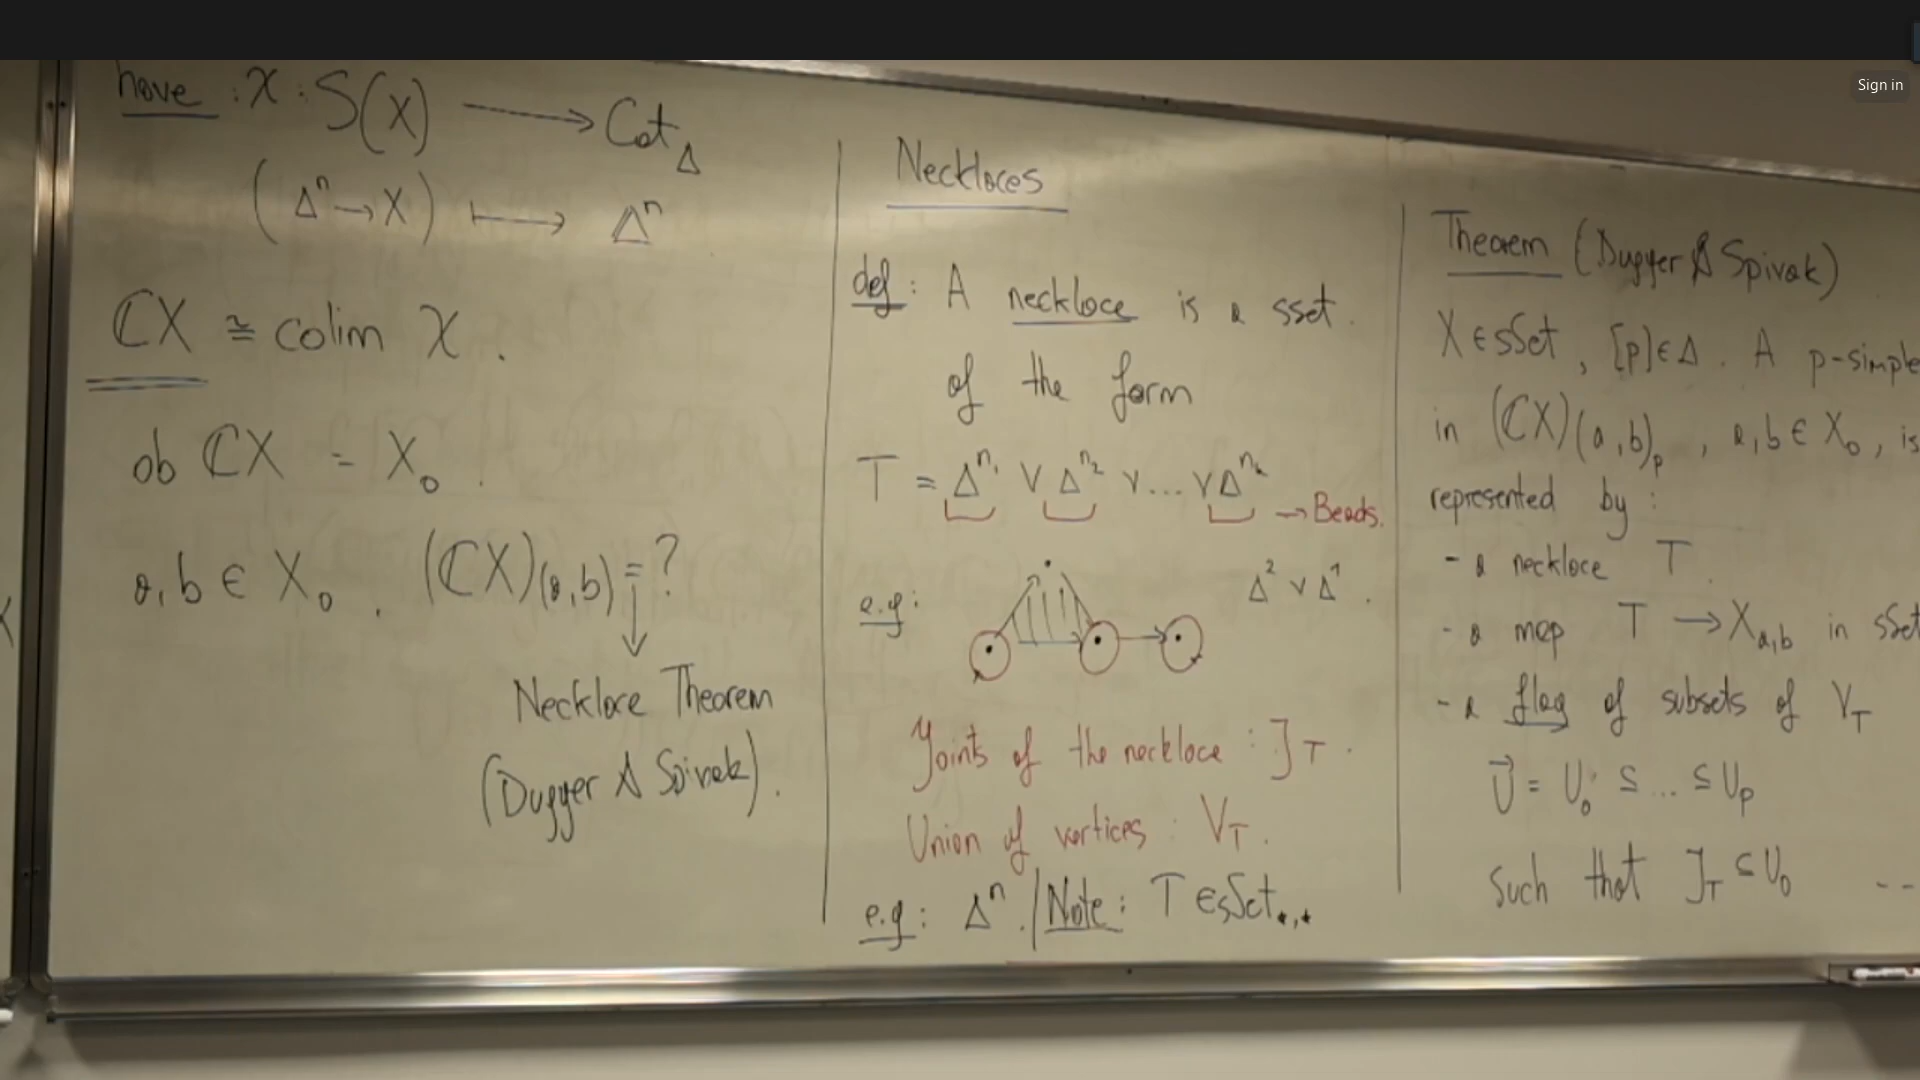 have : X : S(X) ⟶ Cat_Δ
(Δⁿ → X) ⟼ 𝚫ⁿ
ℂX ≅ colim X .
ob ℂX = X₀ .
a, b ∈ X₀ . (ℂX)(a,b) = ?
Necklace Theorem
(Dugger & Spivak) .
Necklaces
def : A necklace is a sset .
of the form
T = Δ^{n₁} ∨ Δ^{n₂} ∨ ... ∨ Δ^{n_k} → Beads.
e.g : Δ² ∨ Δ¹ .
Joints of the necklace : J_T .
Union of vertices : V_T .
e.g : Δⁿ . / Note : T ∈ sSet_{*,*}
Theorem (Dugger & Spivak)
X ∈ sSet , [p] ∈ Δ . A p-simple
in (ℂX)(a,b)_p , a, b ∈ X₀ , is
represented by :
- a necklace T .
- a map T → X_{a,b} in sSet
- a flag of subsets of V_T
U⃗ = U₀ ⊆ ... ⊆ U_p
such that J_T ⊆ U₀ --
Sign in